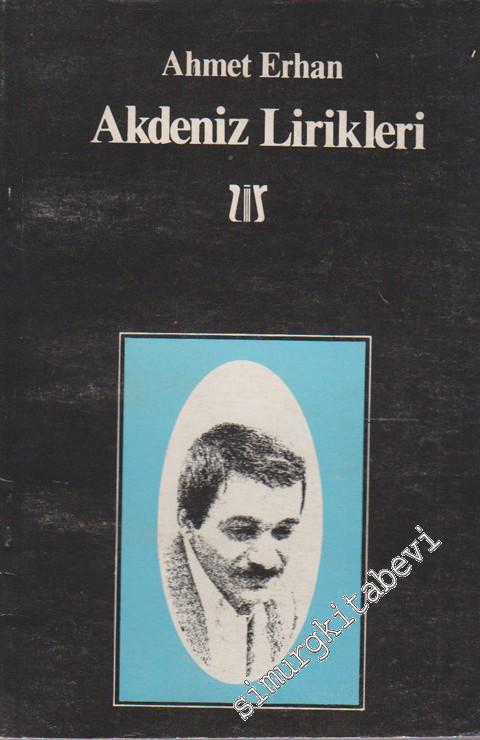 Ahmet Erhan
Akdeniz Lirikleri
simurgkitabevi